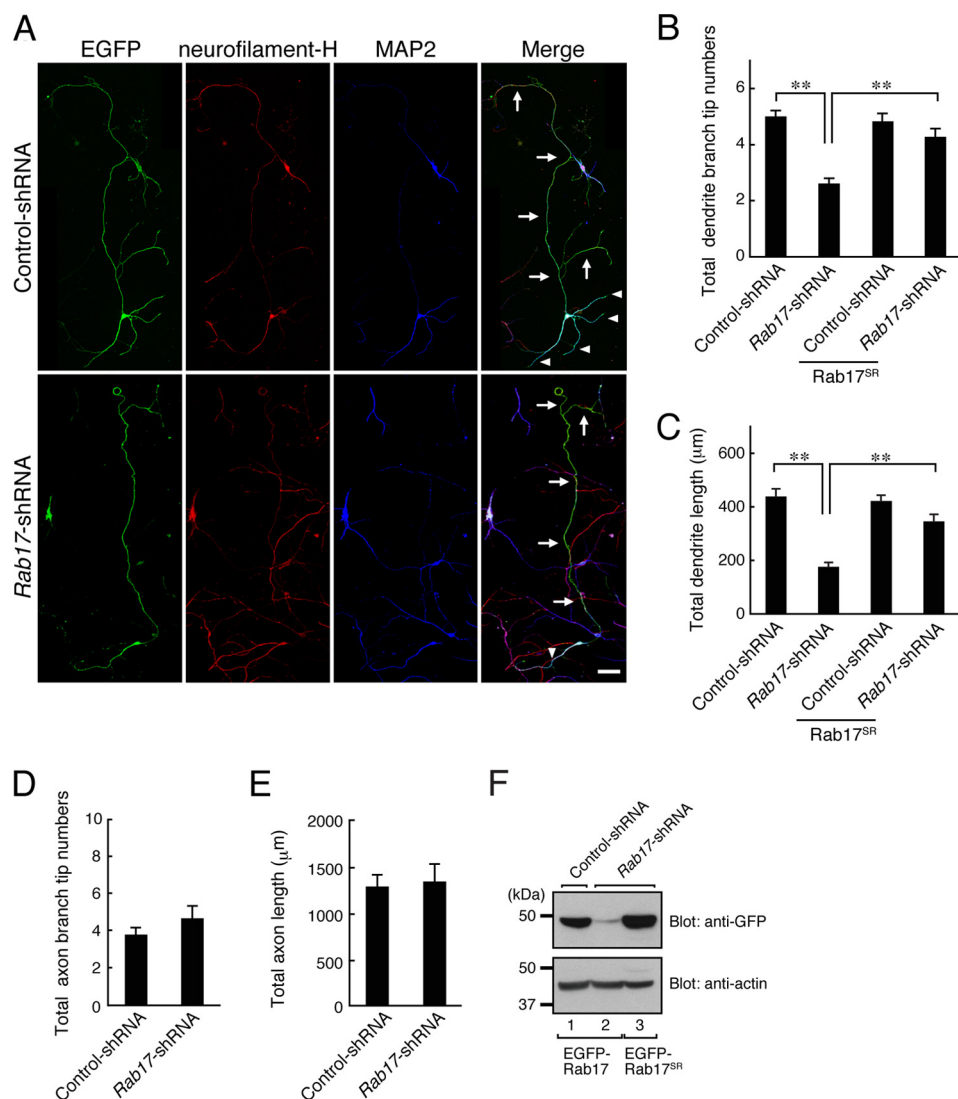 A
EGFP
neurofilament-H
MAP2
Merge
Control-shRNA
Rab17-shRNA
B
Total dendrite branch tip numbers
6
4
2
0
**
**
Control-shRNA
Rab17-shRNA
Control-shRNA
Rab17-shRNA
Rab17SR
C
Total dendrite length (μm)
600
400
200
0
**
**
Control-shRNA
Rab17-shRNA
Control-shRNA
Rab17-shRNA
Rab17SR
D
Total axon branch tip numbers
10
8
6
4
2
0
Control-shRNA
Rab17-shRNA
E
Total axon length (μm)
2000
1500
1000
500
0
Control-shRNA
Rab17-shRNA
F
Control-shRNA
Rab17-shRNA
(kDa)
50
Blot: anti-GFP
50
37
Blot: anti-actin
1 2 3
EGFP-Rab17
EGFP-Rab17SR